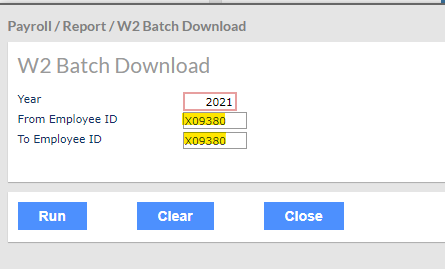 Payroll / Report / W2 Batch Download
W2 Batch Download
Year 2021
From Employee ID X09380
To Employee ID X09380
Run Clear Close